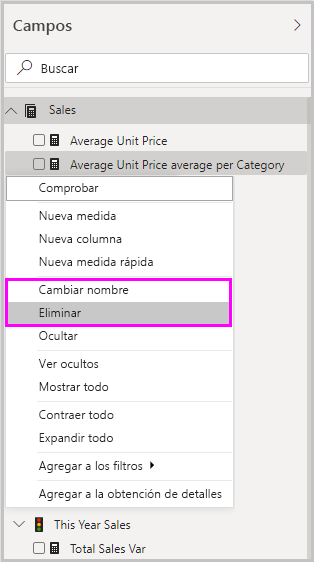 Campos
Buscar
Sales
Average Unit Price
Average Unit Price average per Category
Comprobar
Nueva medida
Nueva columna
Nueva medida rápida
Cambiar nombre
Eliminar
Ocultar
Ver ocultos
Mostrar todo
Contraer todo
Expandir todo
Agregar a los filtros
Agregar a la obtención de detalles
This Year Sales
Total Sales Var